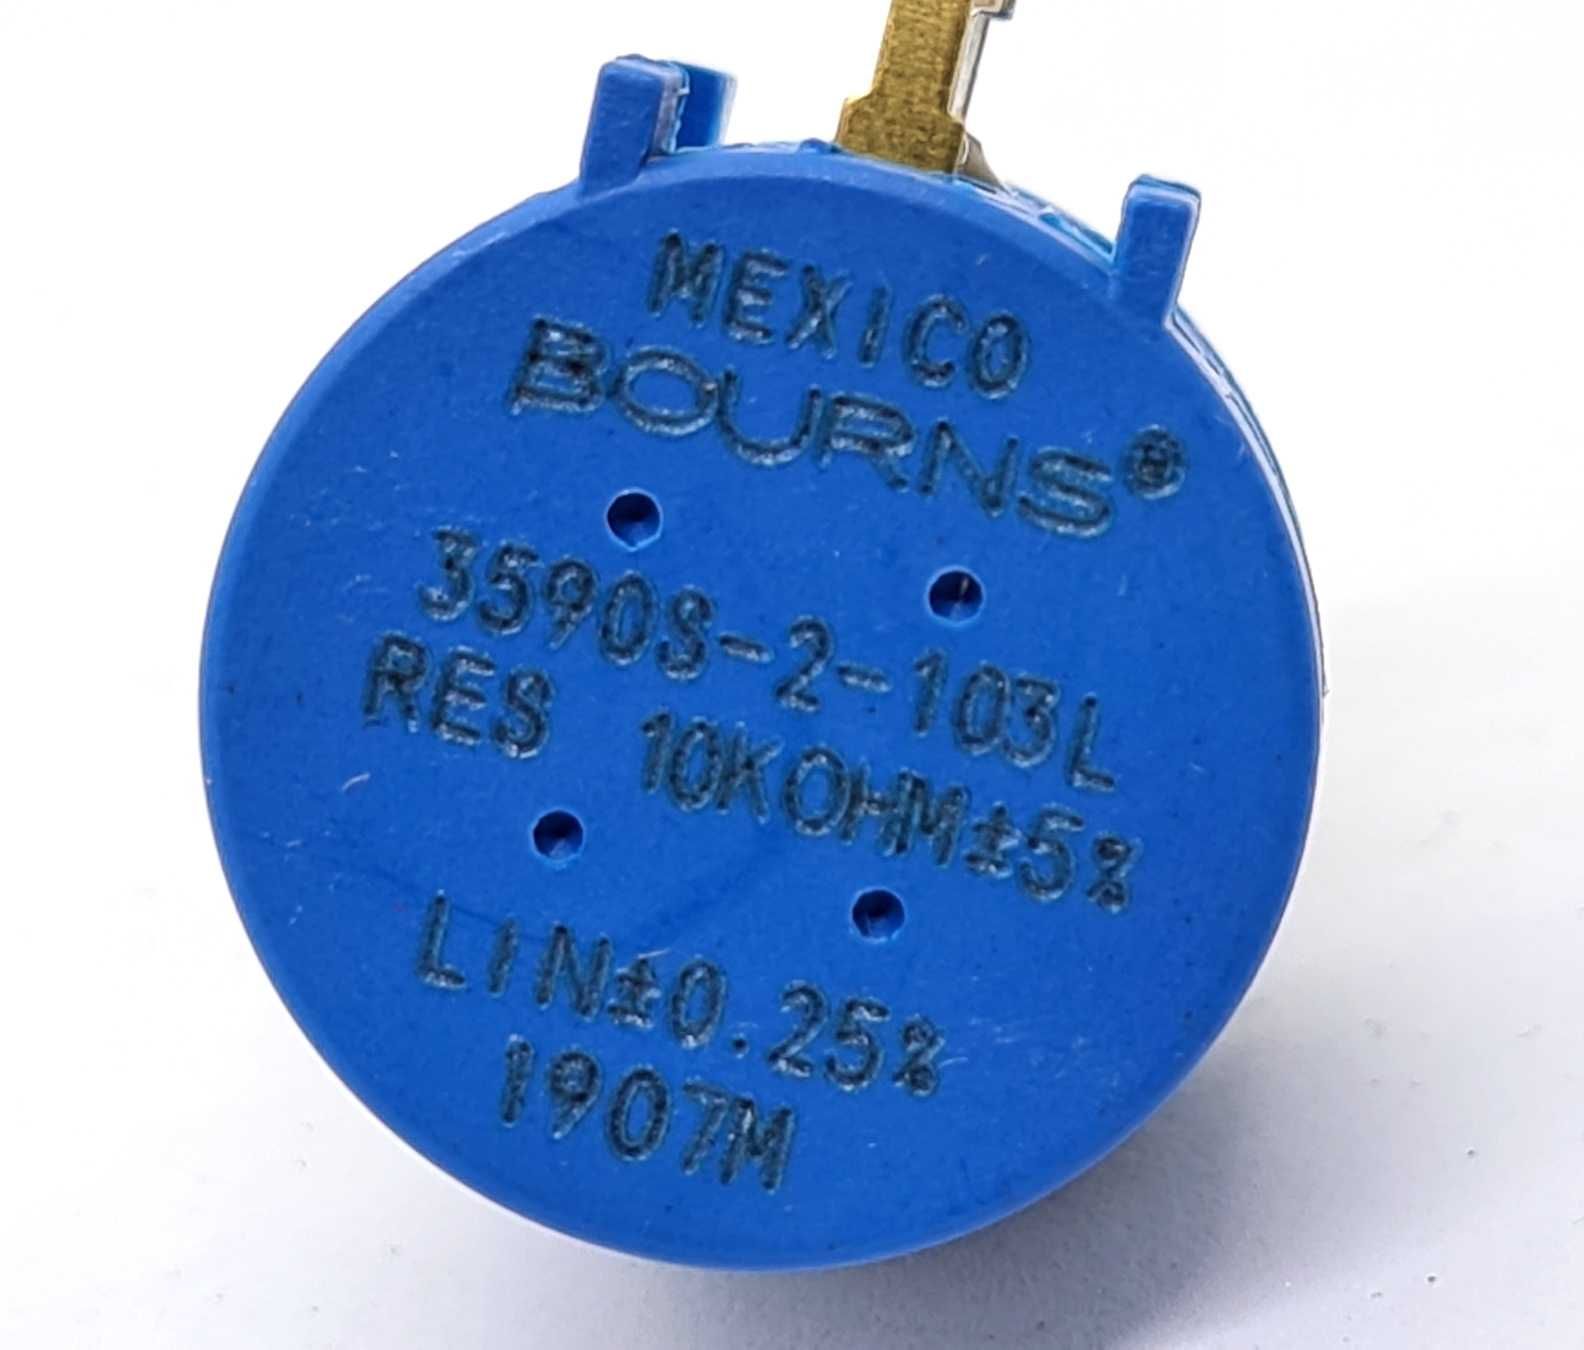 MEXICO
BOURNS®
3590S-2-103L
RES 10KOHM±5%
LIN±0.25%
1907M